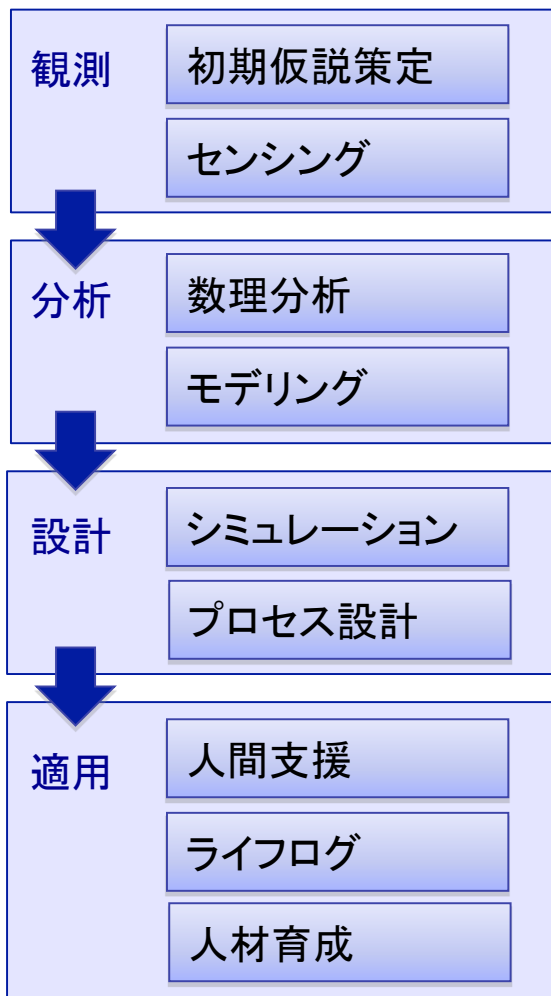 観測
初期仮説策定
センシング
分析
数理分析
モデリング
設計
シミュレーション
プロセス設計
適用
人間支援
ライフログ
人材育成